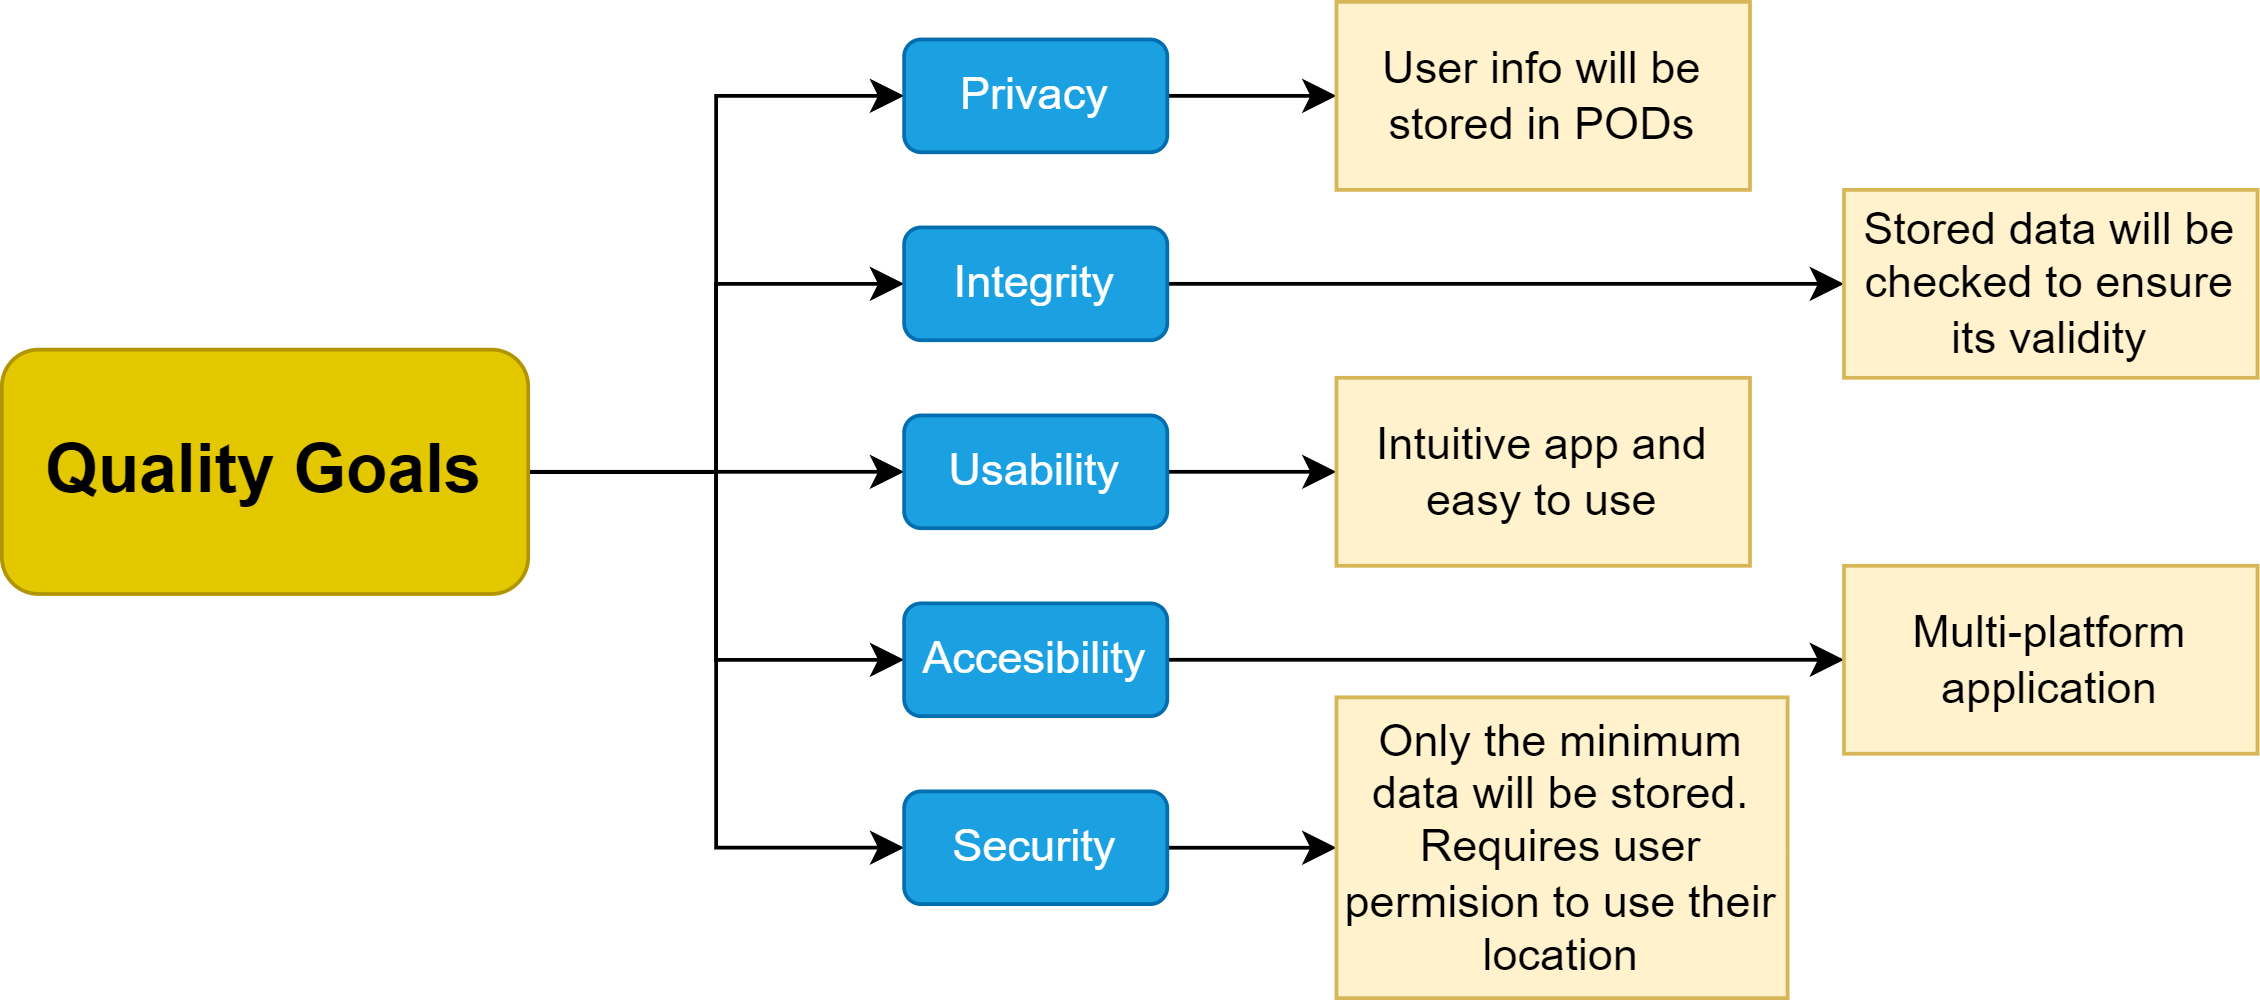 Quality Goals
Privacy
User info will be
stored in PODs
Integrity
Stored data will be
checked to ensure
its validity
Usability
Intuitive app and
easy to use
Accesibility
Multi-platform
application
Security
Only the minimum
data will be stored.
Requires user
permision to use their
location